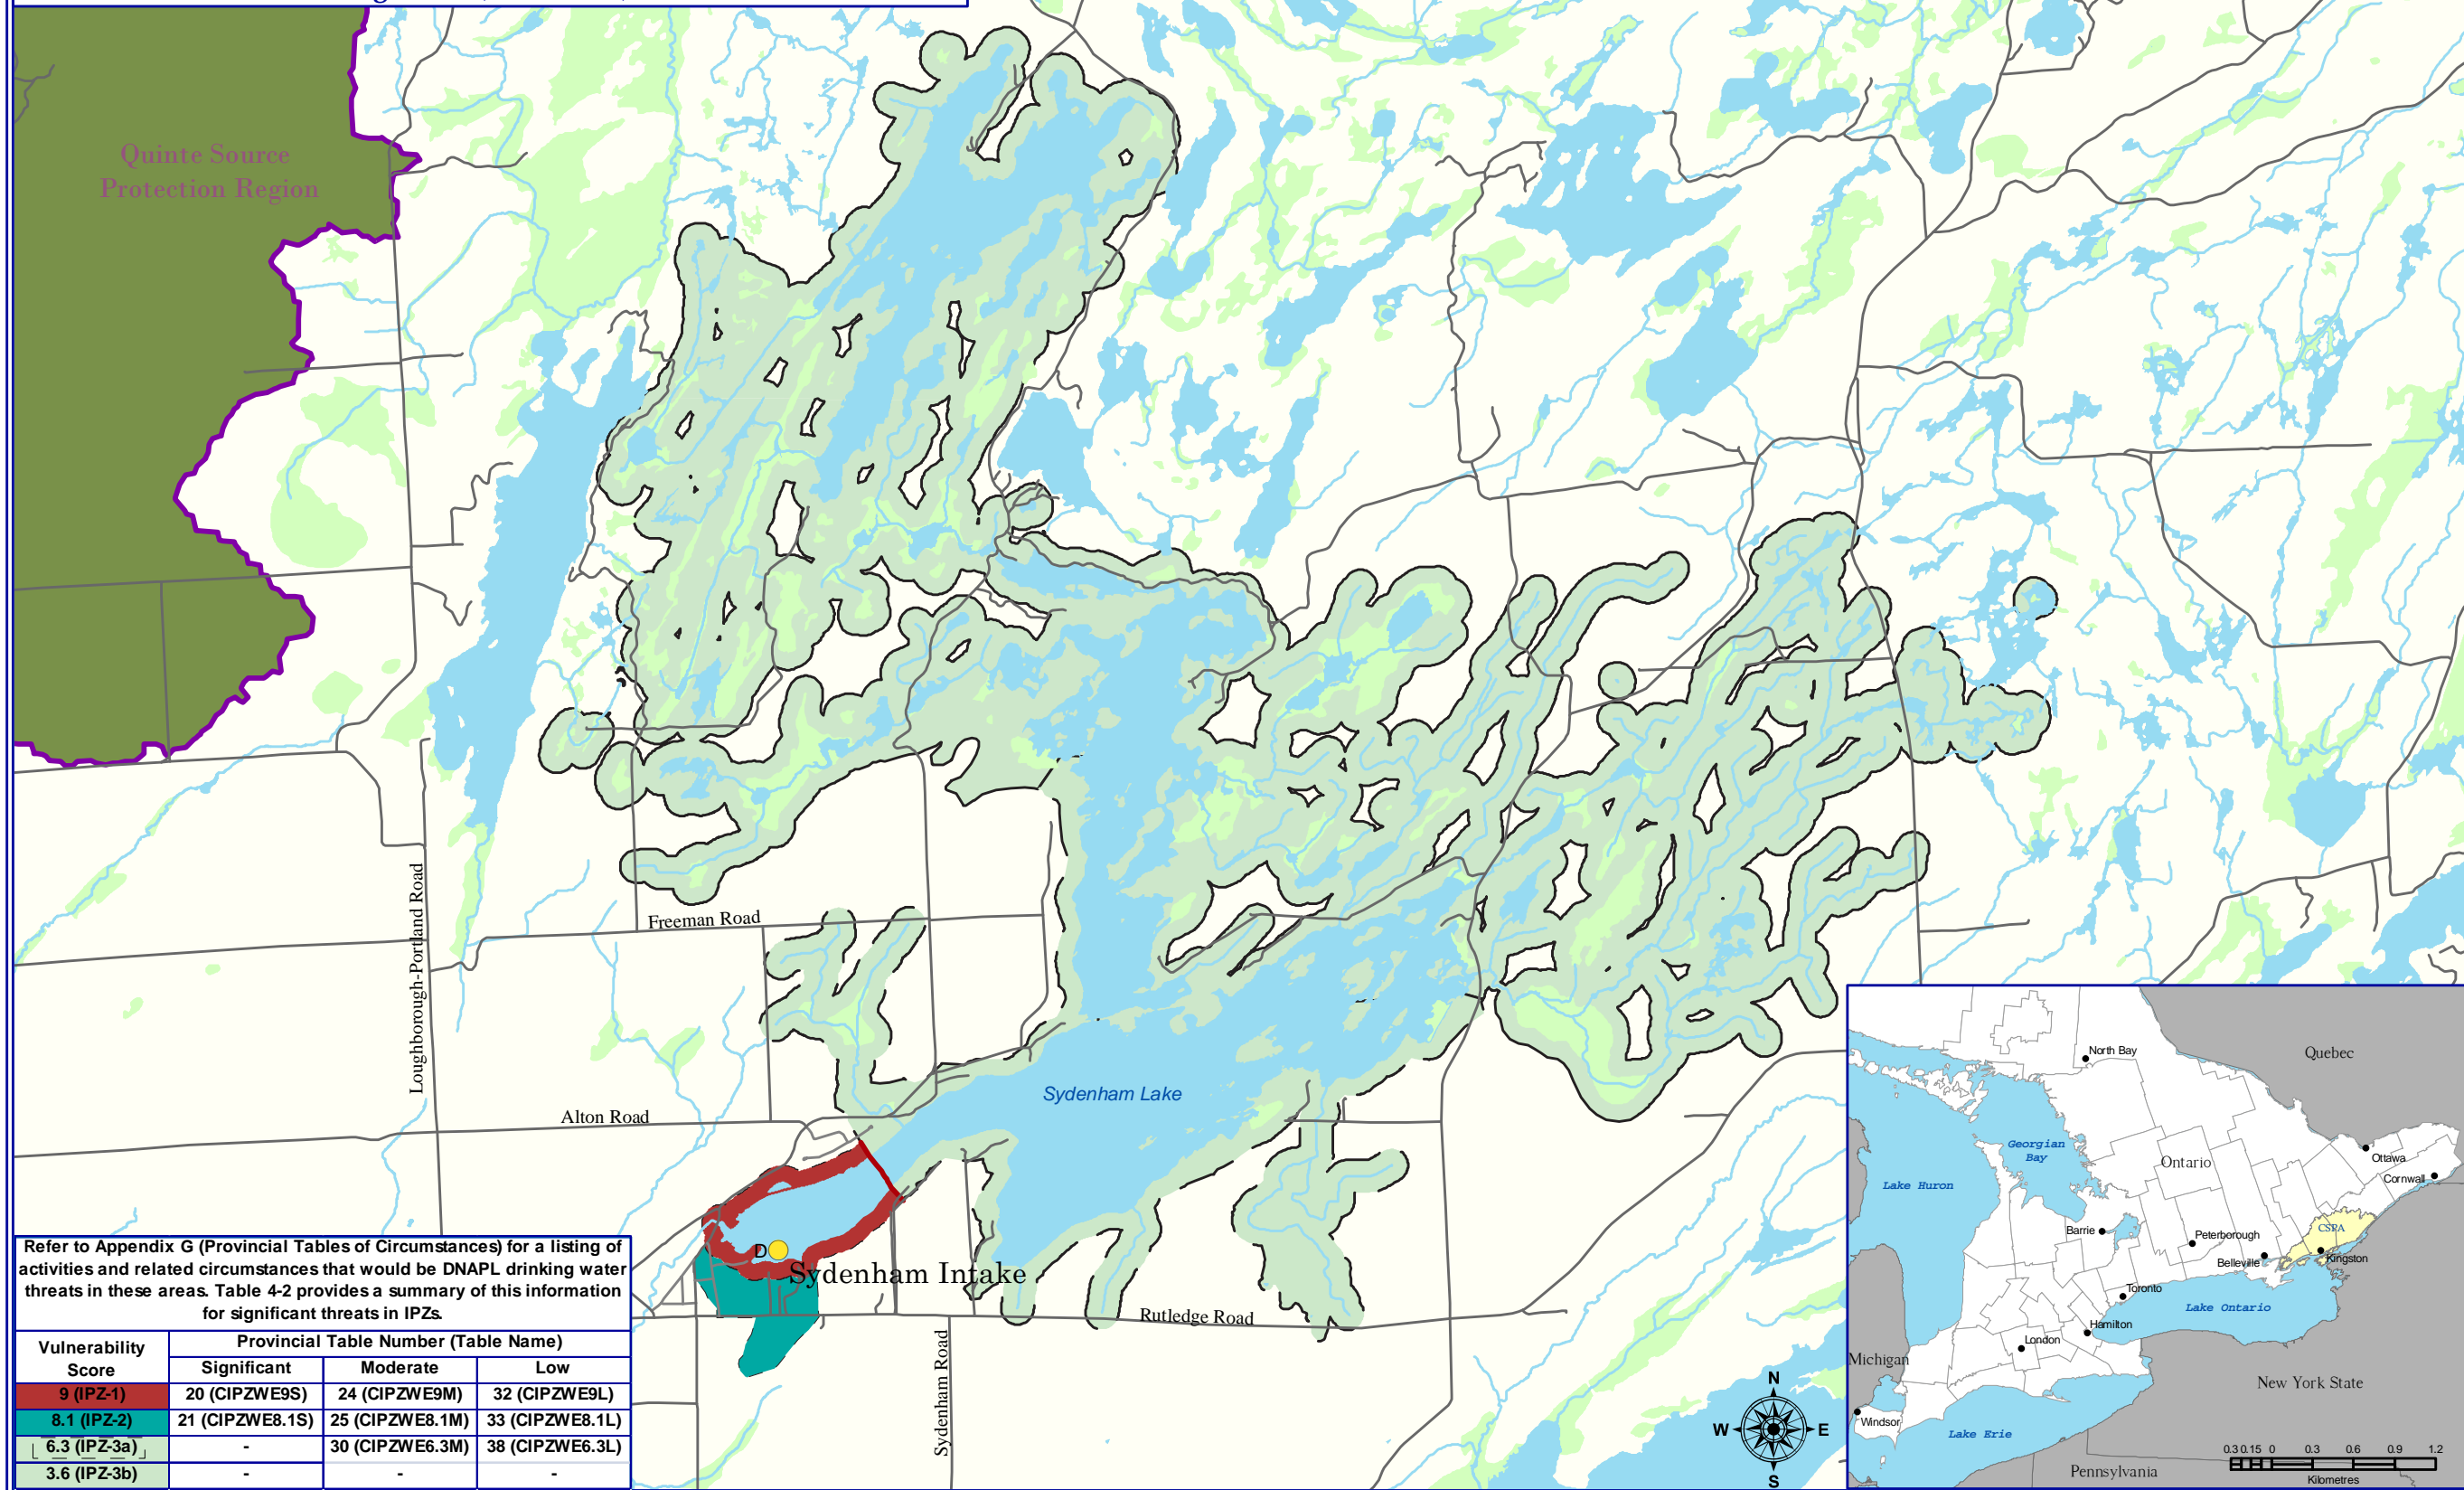 Quinte Source
Protection Region
Loughborough-Portland Road
Freeman Road
Alton Road
Sydenham Lake
D
Sydenham Intake
Rutledge Road
Sydenham Road
Refer to Appendix G (Provincial Tables of Circumstances) for a listing of
activities and related circumstances that would be DNAPL drinking water
threats in these areas. Table 4-2 provides a summary of this information
for significant threats in IPZs.
Vulnerability
Score
Provincial Table Number (Table Name)
Significant Moderate Low
9 (IPZ-1) 20 (CIPZWE9S) 24 (CIPZWE9M) 32 (CIPZWE9L)
8.1 (IPZ-2) 21 (CIPZWE8.1S) 25 (CIPZWE8.1M) 33 (CIPZWE8.1L)
6.3 (IPZ-3a) - 30 (CIPZWE6.3M) 38 (CIPZWE6.3L)
3.6 (IPZ-3b) - - -
N
W E
S
North Bay
Quebec
Georgian
Bay
Ontario
Ottawa
Lake Huron
Cornwall
CSPA
Barrie
Peterborough
Belleville
Kingston
Toronto
Lake Ontario
Hamilton
London
Michigan
New York State
Windsor
Lake Erie
Pennsylvania
0.3 0.15 0 0.3 0.6 0.9 1.2
Kilometres